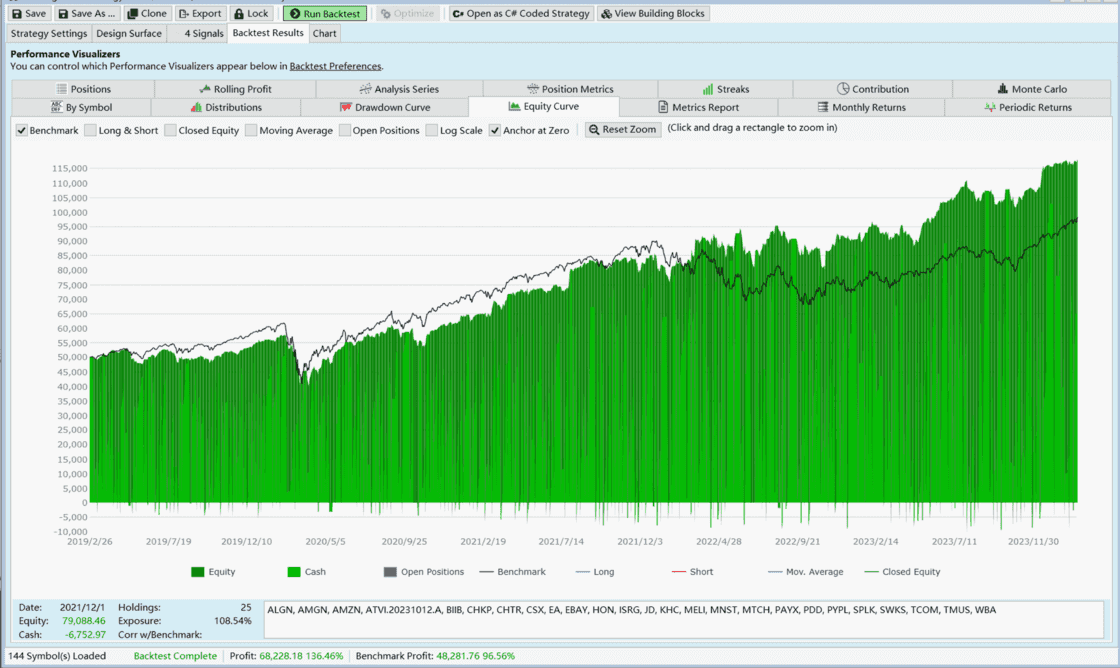 Save Save As ... Clone Export Lock Run Backtest Optimize Open as C# Coded Strategy View Building Blocks
Strategy Settings Design Surface 4 Signals Backtest Results Chart
Performance Visualizers
You can control which Performance Visualizers appear below in Backtest Preferences.
Positions Rolling Profit Analysis Series Position Metrics Streaks Contribution Monte Carlo
By Symbol Distributions Drawdown Curve Equity Curve Metrics Report Monthly Returns Periodic Returns
Benchmark Long & Short Closed Equity Moving Average Open Positions Log Scale Anchor at Zero Reset Zoom (Click and drag a rectangle to zoom in)
115,000
110,000
105,000
100,000
95,000
90,000
85,000
80,000
75,000
70,000
65,000
60,000
55,000
50,000
45,000
40,000
35,000
30,000
25,000
20,000
15,000
10,000
5,000
0
-5,000
-10,000
2019/2/26 2019/7/19 2019/12/10 2020/5/5 2020/9/25 2021/2/19 2021/7/14 2021/12/3 2022/4/28 2022/9/21 2023/2/14 2023/7/11 2023/11/30
Equity Cash Open Positions Benchmark Long Short Mov. Average Closed Equity
Date: 2021/12/1 Holdings: 25 ALGN, AMGN, AMZN, ATVI.20231012.A, BIIB, CHKP, CHTR, CSX, EA, EBAY, HON, ISRG, JD, KHC, MELI, MNST, MTCH, PAYX, PDD, PYPL, SPLK, SWKS, TCOM, TMUS, WBA
Equity: 79,088.46 Exposure: 108.54%
Cash: -6,752.97 Corr w/Benchmark:
144 Symbol(s) Loaded Backtest Complete Profit: 68,228.18 136.46% Benchmark Profit: 48,281.76 96.56%